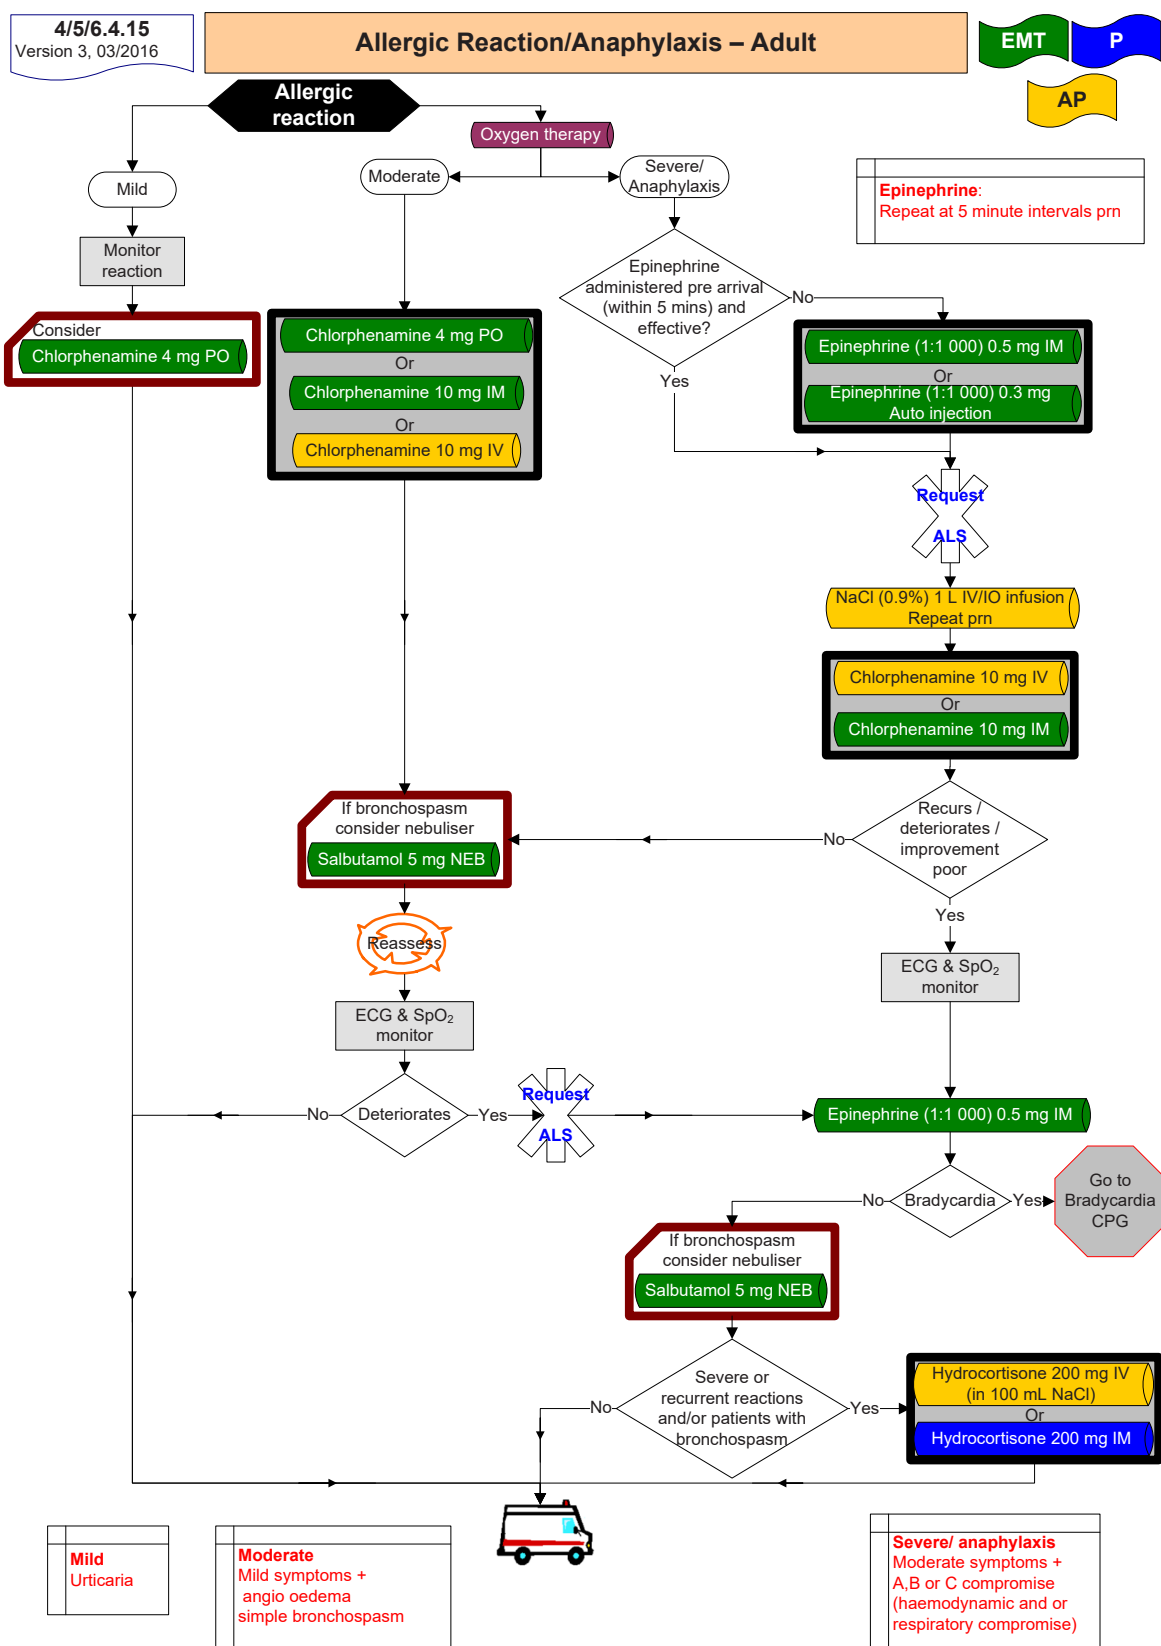 4/5/6.4.15
Version 3, 03/2016
Allergic Reaction/Anaphylaxis – Adult
EMT
P
AP
Allergic
reaction
Oxygen therapy
Mild
Moderate
Severe/
Anaphylaxis
Epinephrine:
Repeat at 5 minute intervals prn
Monitor
reaction
Epinephrine
administered pre arrival
(within 5 mins) and
effective?
No
Yes
Consider
Chlorphenamine 4 mg PO
Chlorphenamine 4 mg PO
Or
Chlorphenamine 10 mg IM
Or
Chlorphenamine 10 mg IV
Epinephrine (1:1 000) 0.5 mg IM
Or
Epinephrine (1:1 000) 0.3 mg
Auto injection
Request
ALS
NaCl (0.9%) 1 L IV/IO infusion
Repeat prn
Chlorphenamine 10 mg IV
Or
Chlorphenamine 10 mg IM
Recurs /
deteriorates /
improvement
poor
No
Yes
If bronchospasm
consider nebuliser
Salbutamol 5 mg NEB
Reassess
ECG & SpO₂
monitor
ECG & SpO₂
monitor
Deteriorates
No
Yes
Request
ALS
Epinephrine (1:1 000) 0.5 mg IM
Bradycardia
No
Yes
Go to
Bradycardia
CPG
If bronchospasm
consider nebuliser
Salbutamol 5 mg NEB
Severe or
recurrent reactions
and/or patients with
bronchospasm
No
Yes
Hydrocortisone 200 mg IV
(in 100 mL NaCl)
Or
Hydrocortisone 200 mg IM
Mild
Urticaria
Moderate
Mild symptoms +
angio oedema
simple bronchospasm
Severe/ anaphylaxis
Moderate symptoms +
A,B or C compromise
(haemodynamic and or
respiratory compromise)